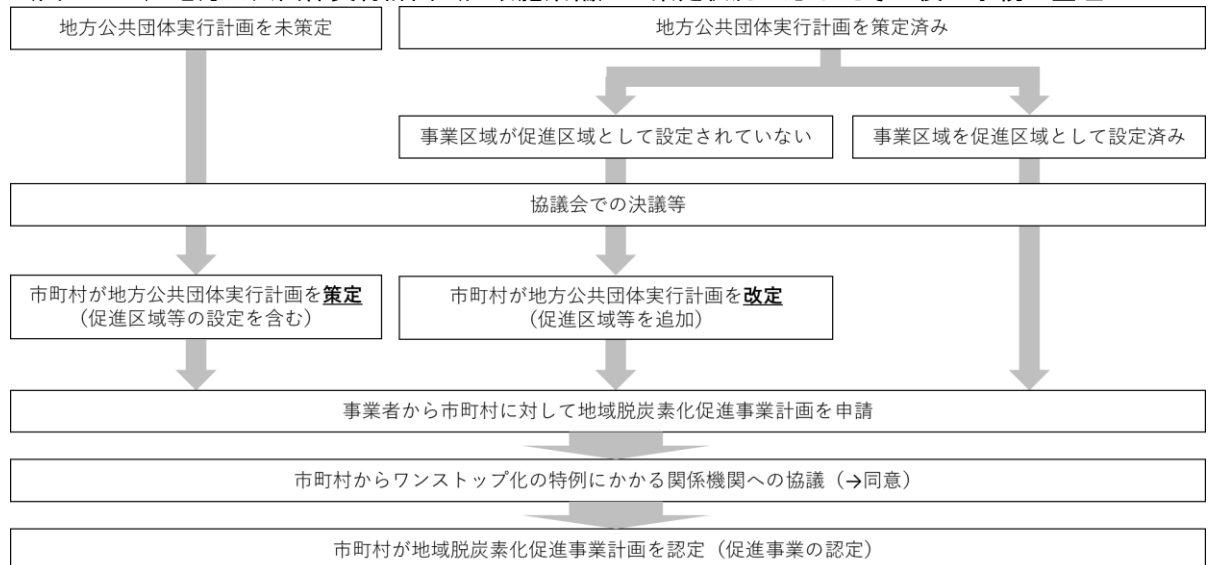 地方公共団体実行計画を未策定
地方公共団体実行計画を策定済み
事業区域が促進区域として設定されていない
事業区域を促進区域として設定済み
協議会での決議等
市町村が地方公共団体実行計画を策定
（促進区域等の設定を含む）
市町村が地方公共団体実行計画を改定
（促進区域等を追加）
事業者から市町村に対して地域脱炭素化促進事業計画を申請
市町村からワンストップ化の特例にかかる関係機関への協議（→同意）
市町村が地域脱炭素化促進事業計画を認定（促進事業の認定）